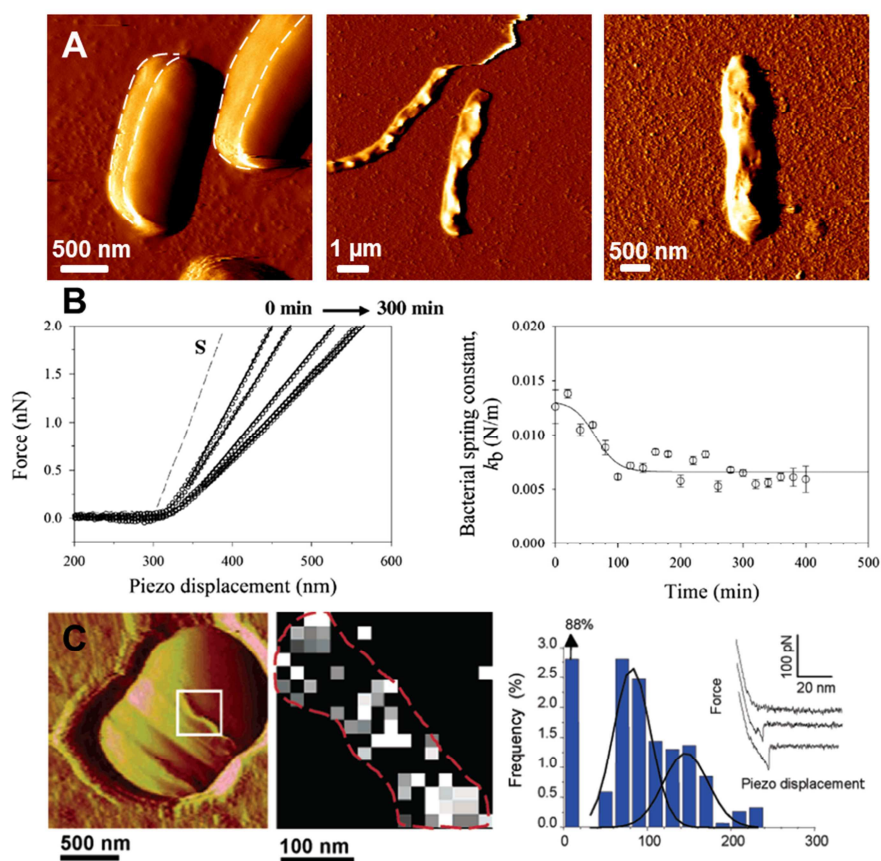 A
500 nm
1 µm
500 nm
B
0 min 300 min
S
2.0
1.5
1.0
0.5
0.0
Force (nN)
200 300 400 500 600
Piezo displacement (nm)
0.020
0.015
0.010
0.005
0.000
Bacterial spring constant,
kb (N/m)
0 100 200 300 400 500
Time (min)
C
500 nm
100 nm
88%
3.0
2.5
2.0
1.5
1.0
0.5
0.0
Frequency (%)
0 100 200 300
100 pN
20 nm
Force
Piezo displacement